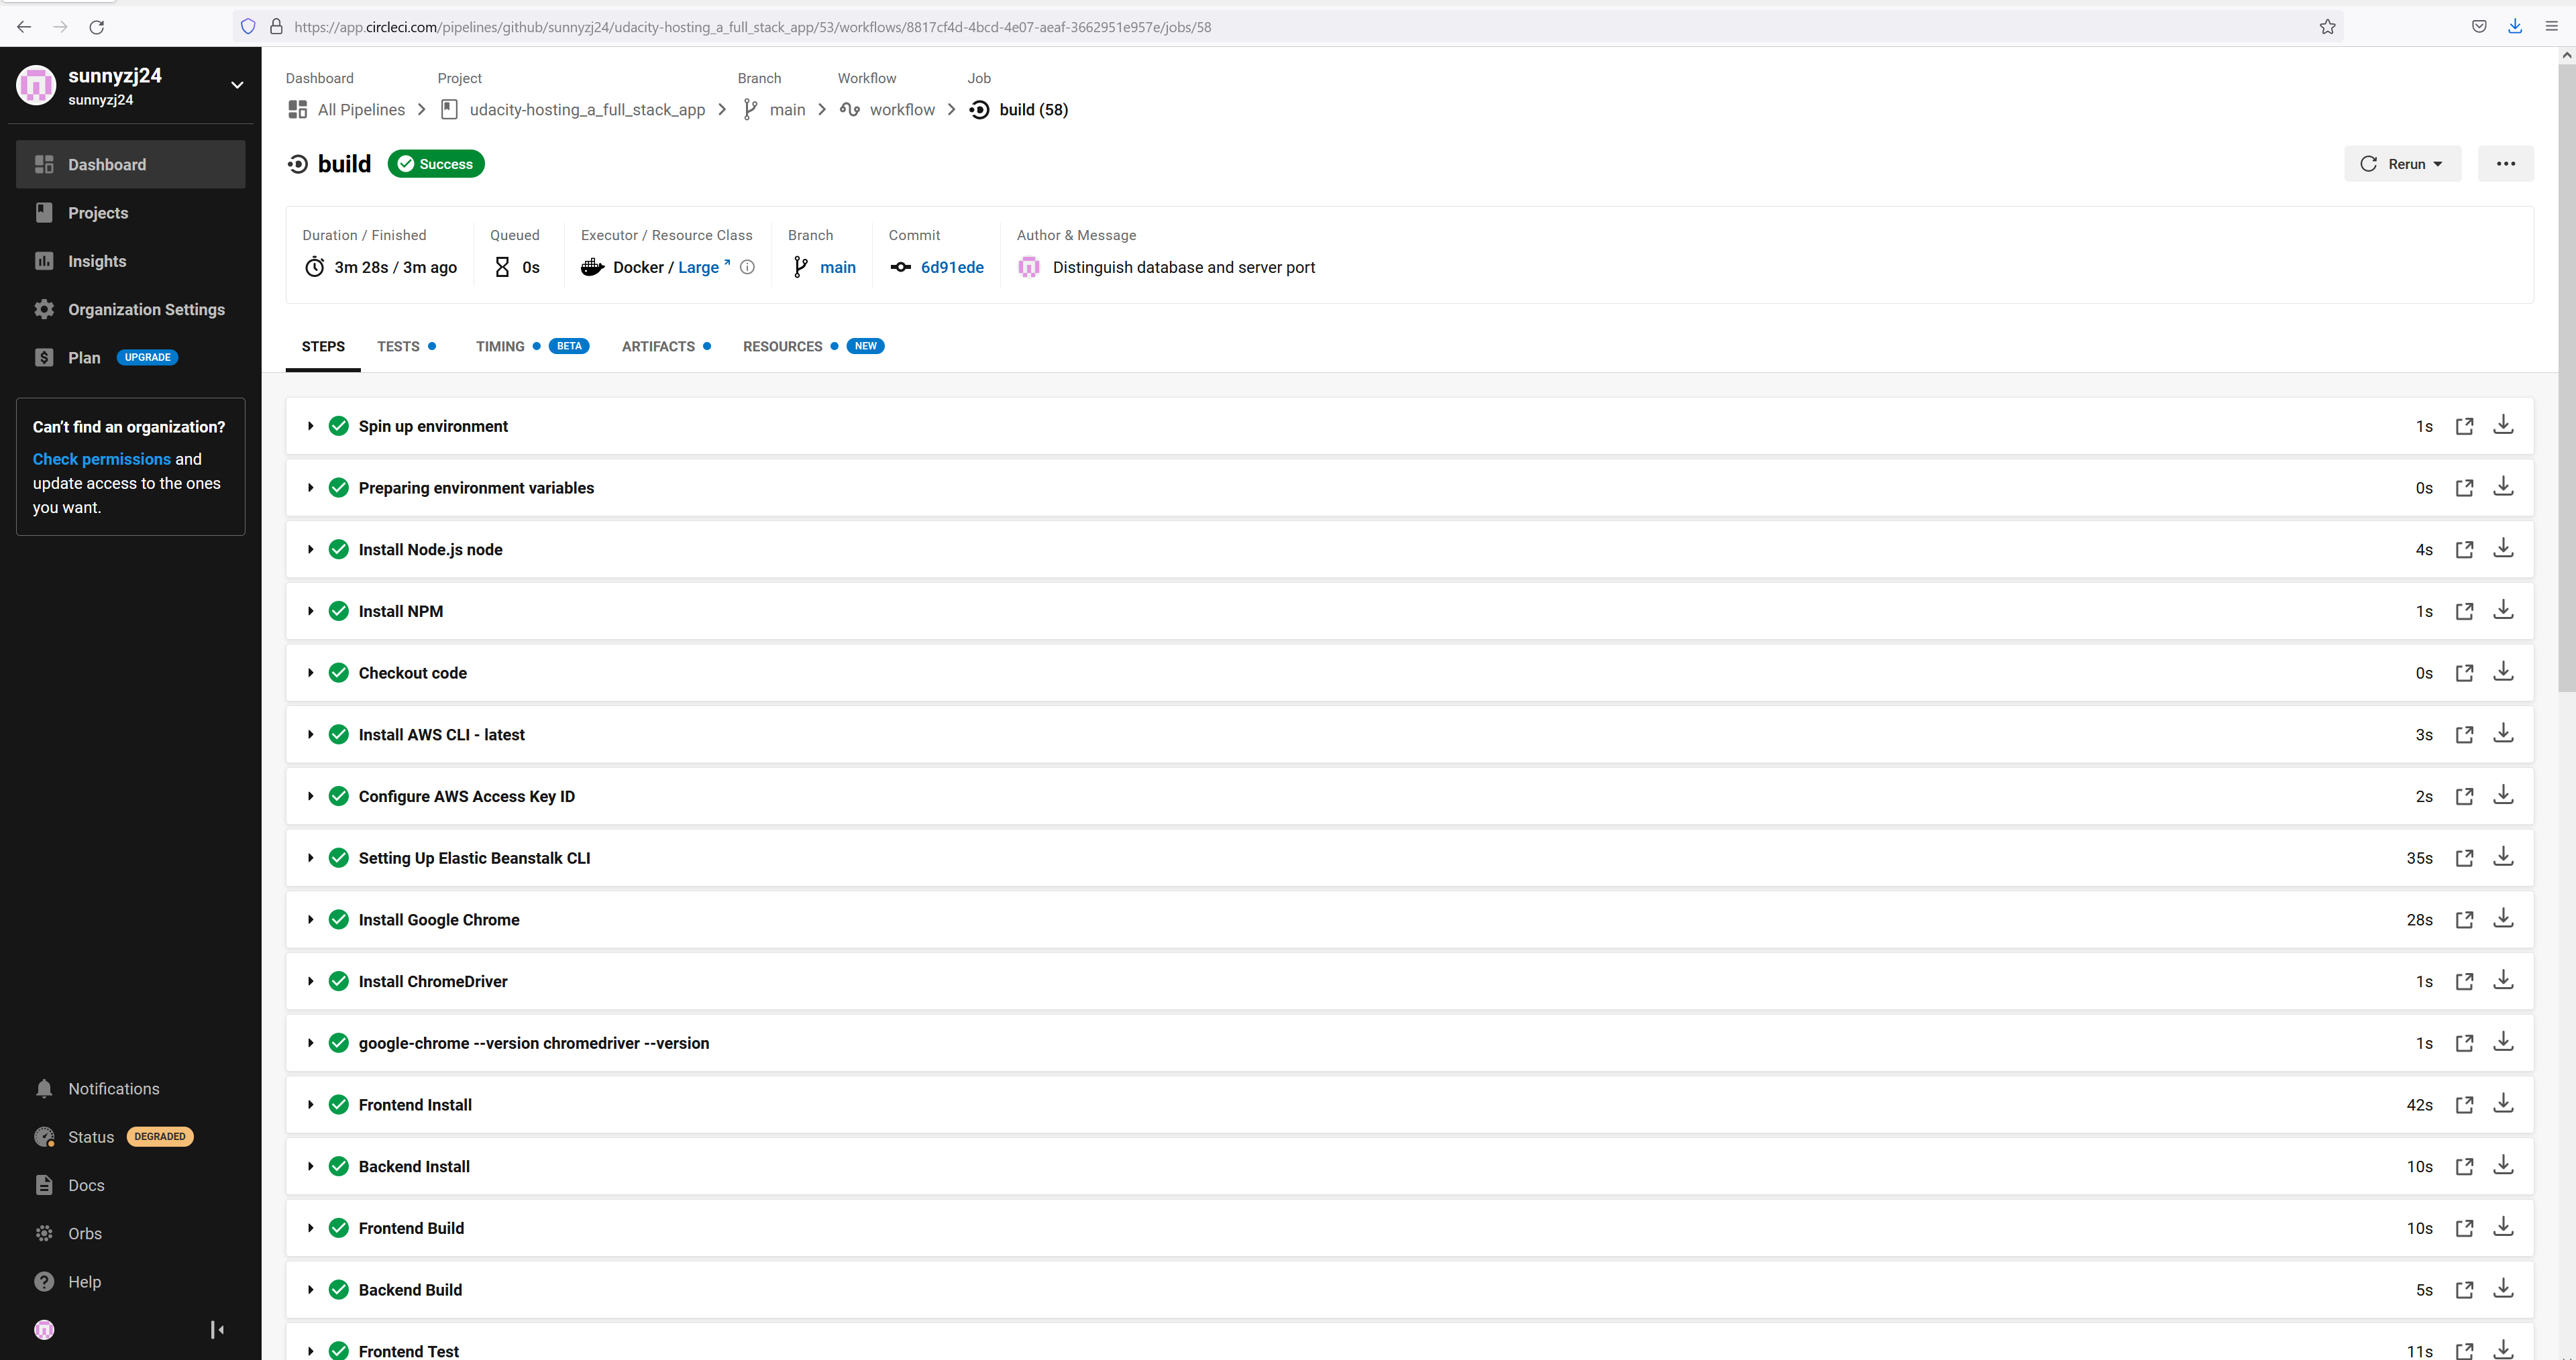 https://app.circleci.com/pipelines/github/sunnyzj24/udacity-hosting_a_full_stack_app/53/workflows/8817cf4d-4bcd-4e07-aeaf-3662951e957e/jobs/58
sunnyzj24
sunnyzj24
Dashboard
Projects
Insights
Organization Settings
Plan UPGRADE
Can't find an organization?
Check permissions and
update access to the ones
you want.
Notifications
Status DEGRADED
Docs
Orbs
Help
Dashboard Project Branch Workflow Job
All Pipelines udacity-hosting_a_full_stack_app main workflow build (58)
build Success Rerun
Duration / Finished Queued Executor / Resource Class Branch Commit Author & Message
3m 28s / 3m ago 0s Docker / Large main 6d91ede Distinguish database and server port
STEPS TESTS TIMING BETA ARTIFACTS RESOURCES NEW
Spin up environment 1s
Preparing environment variables 0s
Install Node.js node 4s
Install NPM 1s
Checkout code 0s
Install AWS CLI - latest 3s
Configure AWS Access Key ID 2s
Setting Up Elastic Beanstalk CLI 35s
Install Google Chrome 28s
Install ChromeDriver 1s
google-chrome --version chromedriver --version 1s
Frontend Install 42s
Backend Install 10s
Frontend Build 10s
Backend Build 5s
Frontend Test 11s